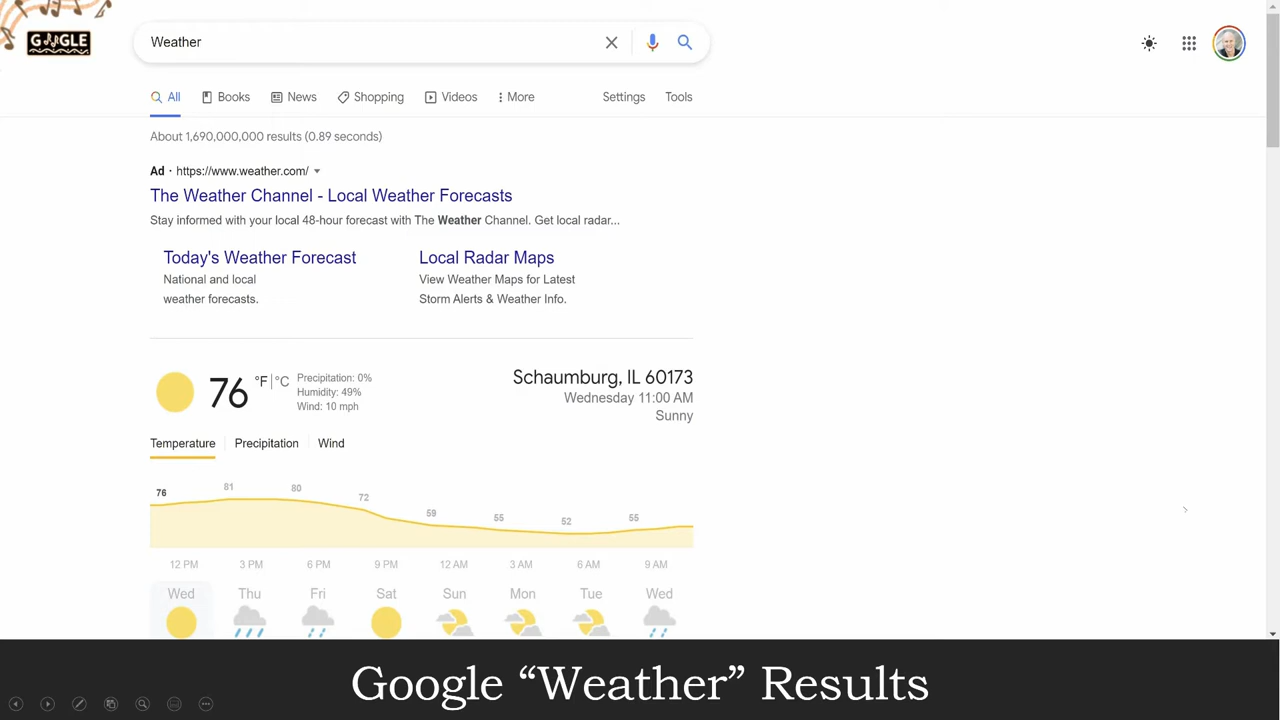 GOOGLE
Weather
All Books News Shopping Videos More Settings Tools
About 1,690,000,000 results (0.89 seconds)
Ad · https://www.weather.com/
The Weather Channel - Local Weather Forecasts
Stay informed with your local 48-hour forecast with The Weather Channel. Get local radar...
Today's Weather Forecast
National and local
weather forecasts.
Local Radar Maps
View Weather Maps for Latest
Storm Alerts & Weather Info.
76 °F | °C
Precipitation: 0%
Humidity: 49%
Wind: 10 mph
Schaumburg, IL 60173
Wednesday 11:00 AM
Sunny
Temperature Precipitation Wind
76 81 80 72 59 55 52 55
12 PM 3 PM 6 PM 9 PM 12 AM 3 AM 6 AM 9 AM
Wed Thu Fri Sat Sun Mon Tue Wed
Google “Weather” Results